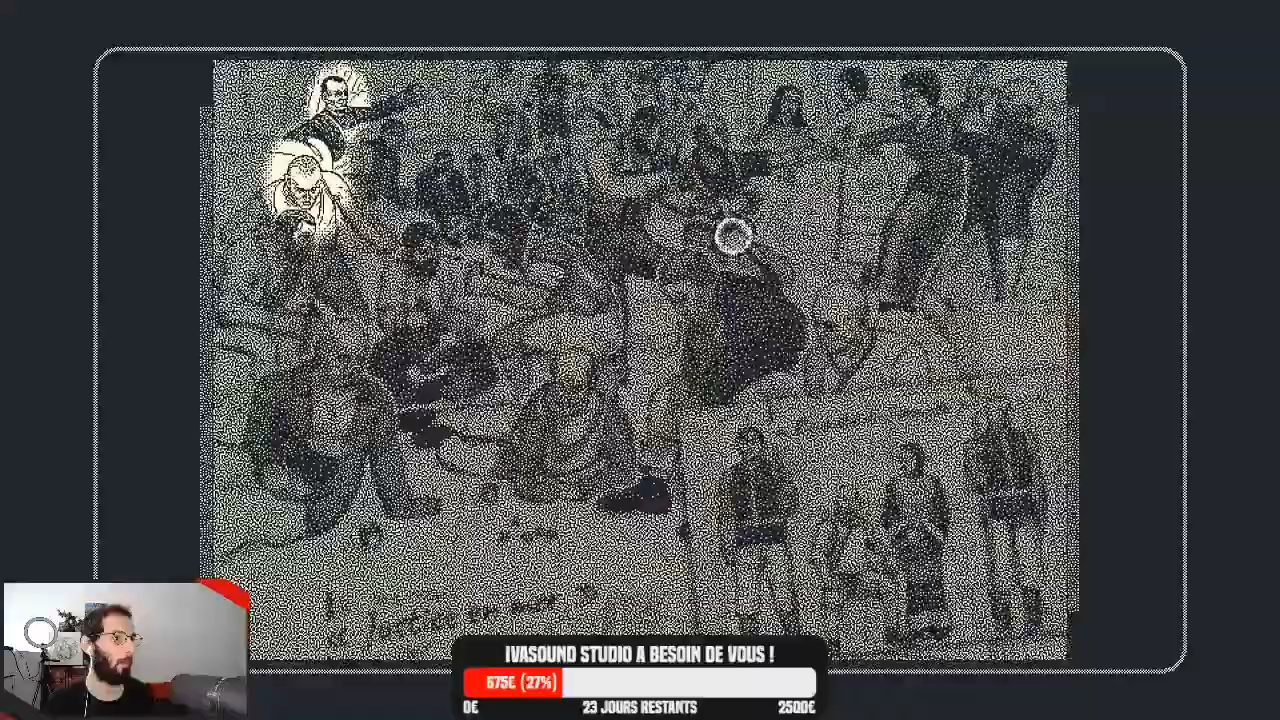 IVASOUND STUDIO A BESOIN DE VOUS !
675€ (27%)
0€ 23 JOURS RESTANTS 2500€